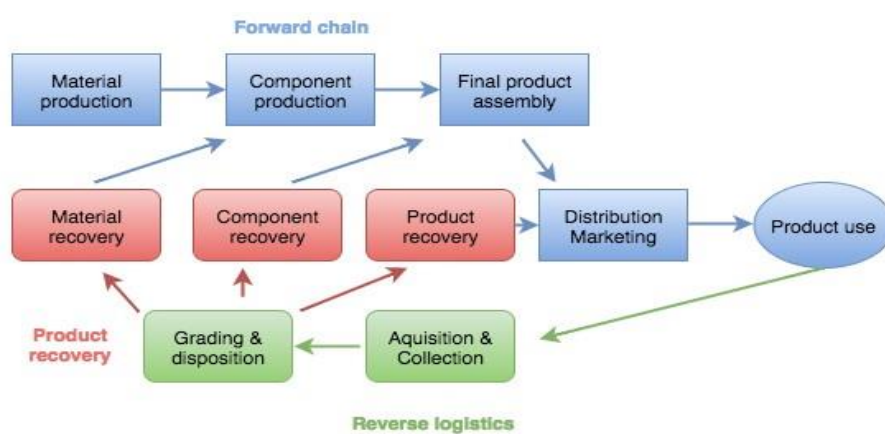 Forward chain
Material
production
Component
production
Final product
assembly
Material
recovery
Component
recovery
Product
recovery
Distribution
Marketing
Product use
Product
recovery
Grading &
disposition
Aquisition &
Collection
Reverse logistics